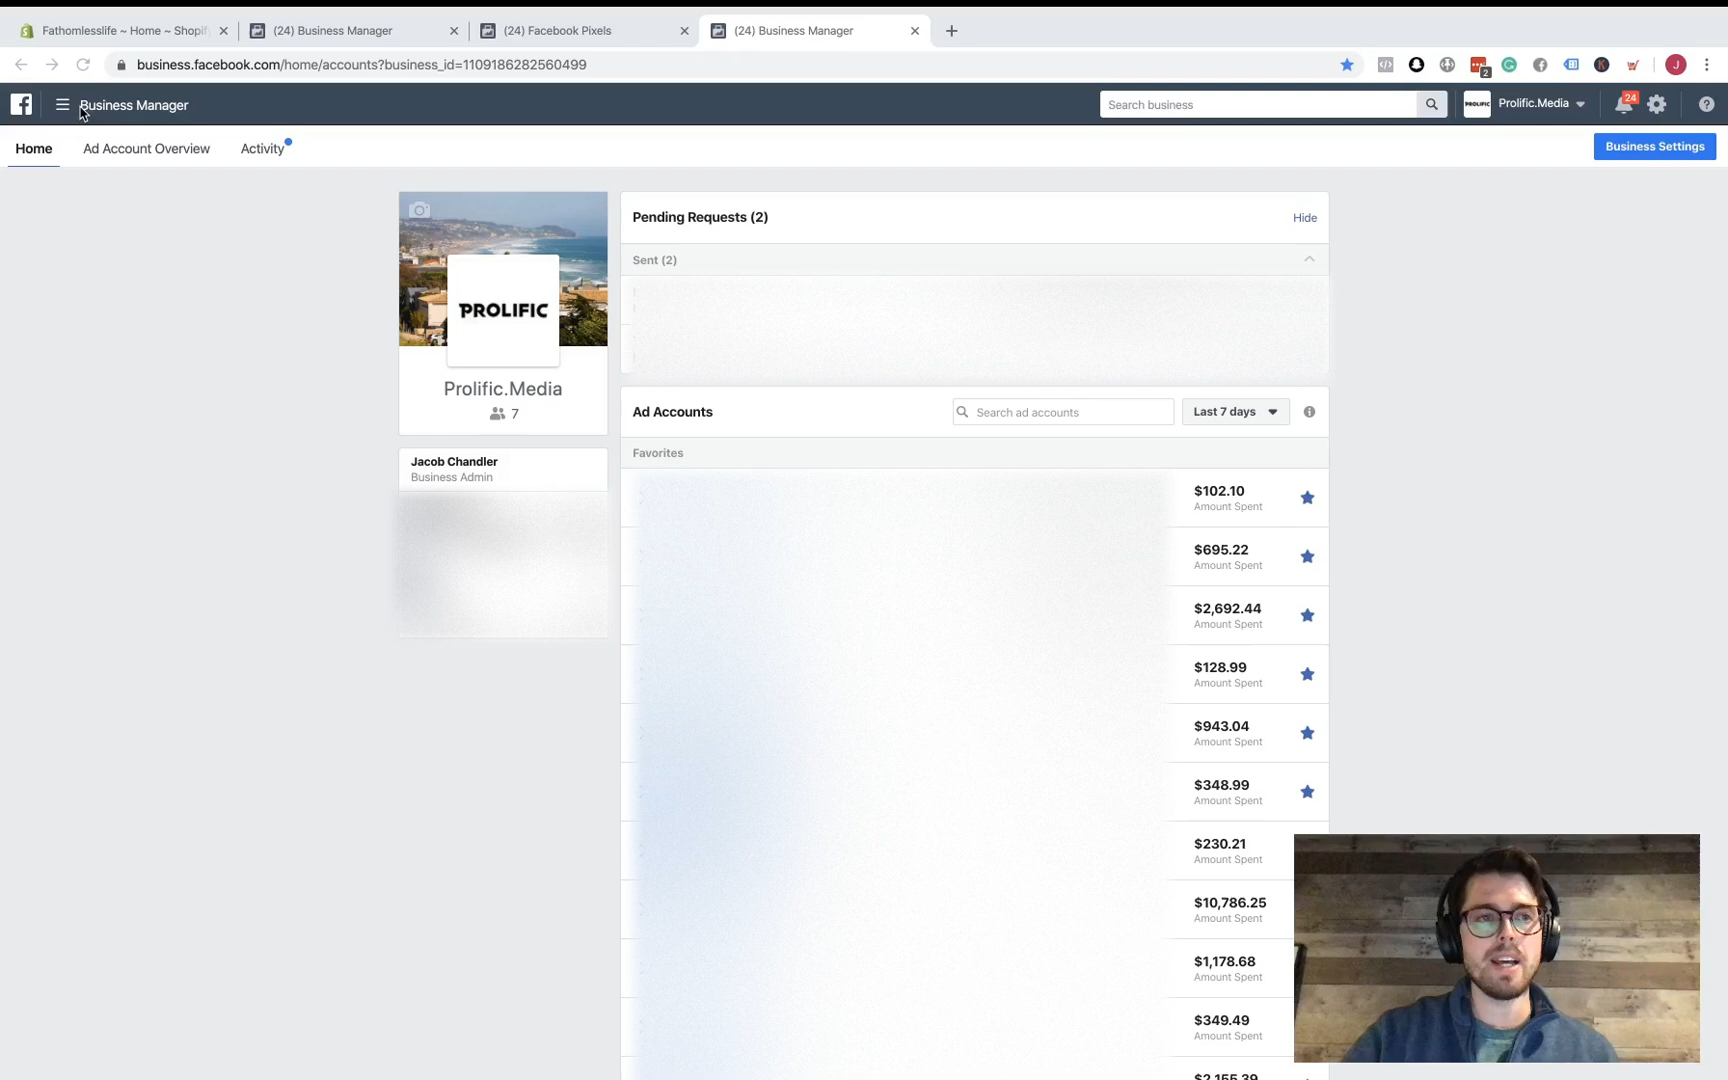 Fathomlesslife ~ Home ~ Shopif
(24) Business Manager
(24) Facebook Pixels
(24) Business Manager
business.facebook.com/home/accounts?business_id=1109186282560499
2
J
Business Manager
Search business
PROLIFIC
Prolific.Media
24
Home
Ad Account Overview
Activity
Business Settings
PROLIFIC
Prolific.Media
7
Jacob Chandler
Business Admin
Pending Requests (2)
Hide
Sent (2)
Ad Accounts
Search ad accounts
Last 7 days
Favorites
$102.10
Amount Spent
$695.22
Amount Spent
$2,692.44
Amount Spent
$128.99
Amount Spent
$943.04
Amount Spent
$348.99
Amount Spent
$230.21
Amount Spent
$10,786.25
Amount Spent
$1,178.68
Amount Spent
$349.49
Amount Spent
$2,155.39